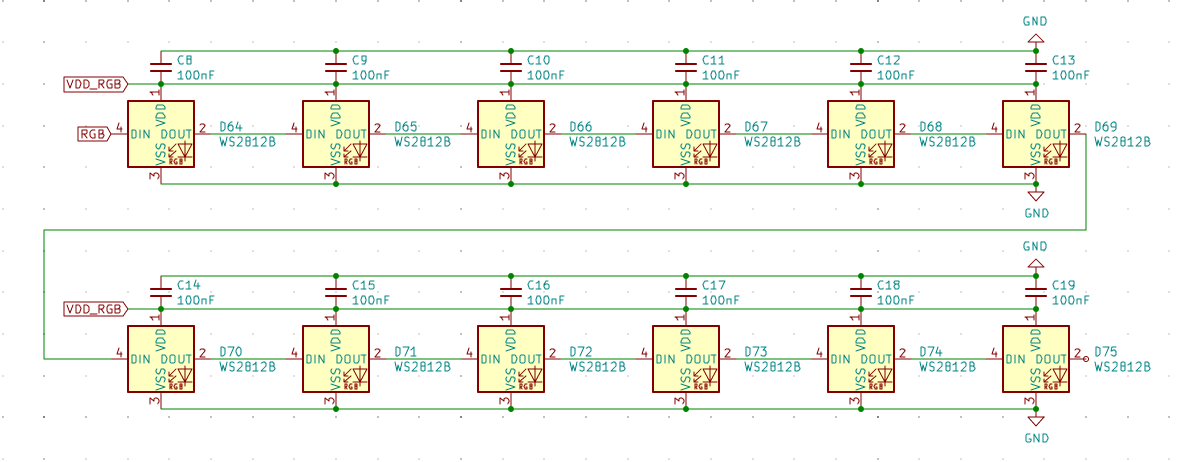 GND
C8
100nF
C9
100nF
C10
100nF
C11
100nF
C12
100nF
C13
100nF
VDD_RGB
RGB
1
VDD
4 DIN DOUT 2
VSS
RGB
3
D64
WS2812B
1
VDD
4 DIN DOUT 2
VSS
RGB
3
D65
WS2812B
1
VDD
4 DIN DOUT 2
VSS
RGB
3
D66
WS2812B
1
VDD
4 DIN DOUT 2
VSS
RGB
3
D67
WS2812B
1
VDD
4 DIN DOUT 2
VSS
RGB
3
D68
WS2812B
1
VDD
4 DIN DOUT 2
VSS
RGB
3
D69
WS2812B
GND
GND
C14
100nF
C15
100nF
C16
100nF
C17
100nF
C18
100nF
C19
100nF
VDD_RGB
1
VDD
4 DIN DOUT 2
VSS
RGB
3
D70
WS2812B
1
VDD
4 DIN DOUT 2
VSS
RGB
3
D71
WS2812B
1
VDD
4 DIN DOUT 2
VSS
RGB
3
D72
WS2812B
1
VDD
4 DIN DOUT 2
VSS
RGB
3
D73
WS2812B
1
VDD
4 DIN DOUT 2
VSS
RGB
3
D74
WS2812B
1
VDD
4 DIN DOUT 2
VSS
RGB
3
D75
WS2812B
GND